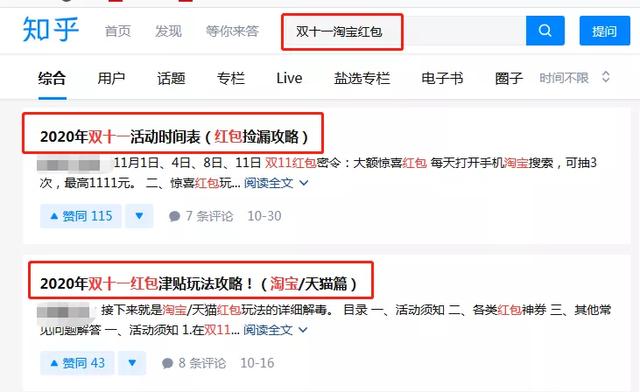 知乎 首页 发现 等你来答 双十一淘宝红包 提问
综合 用户 话题 专栏 Live 盐选专栏 电子书 圈子 时间不限
2020年双十一活动时间表（红包捡漏攻略）
11月1日、4日、8日、11日 双11红包密令：大额惊喜红包 每天打开手机淘宝搜索，可抽3
次，最高1111元。 二、惊喜红包玩... 阅读全文
赞同 115 7 条评论 10-30
2020年双十一红包津贴玩法攻略！（淘宝/天猫篇）
接下来就是淘宝/天猫红包玩法的详细解毒。 目录 一、活动须知 二、各类红包神券 三、其他常
见问题解答 一、活动须知 1.在双11... 阅读全文
赞同 43 8 条评论 10-16